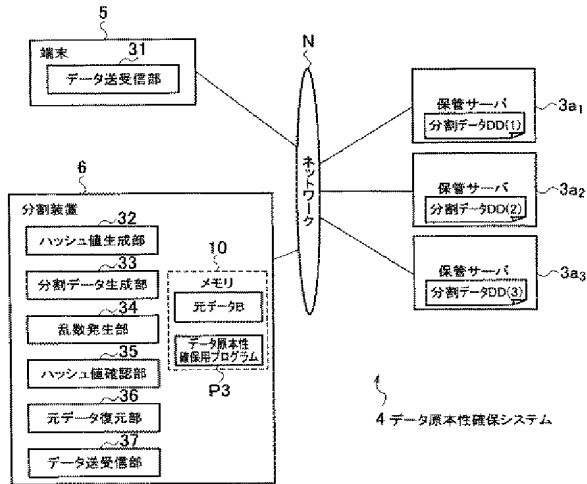 5
端末
31
データ送受信部
N
ネットワーク
保管サーバ
分割データDD(1)
3a1
保管サーバ
分割データDD(2)
3a2
保管サーバ
分割データDD(3)
3a3
6
分割装置
32
ハッシュ値生成部
33
分割データ生成部
34
乱数発生部
35
ハッシュ値確認部
36
元データ復元部
37
データ送受信部
10
メモリ
元データB
データ原本性
確保用プログラム
P3
4 データ原本性確保システム